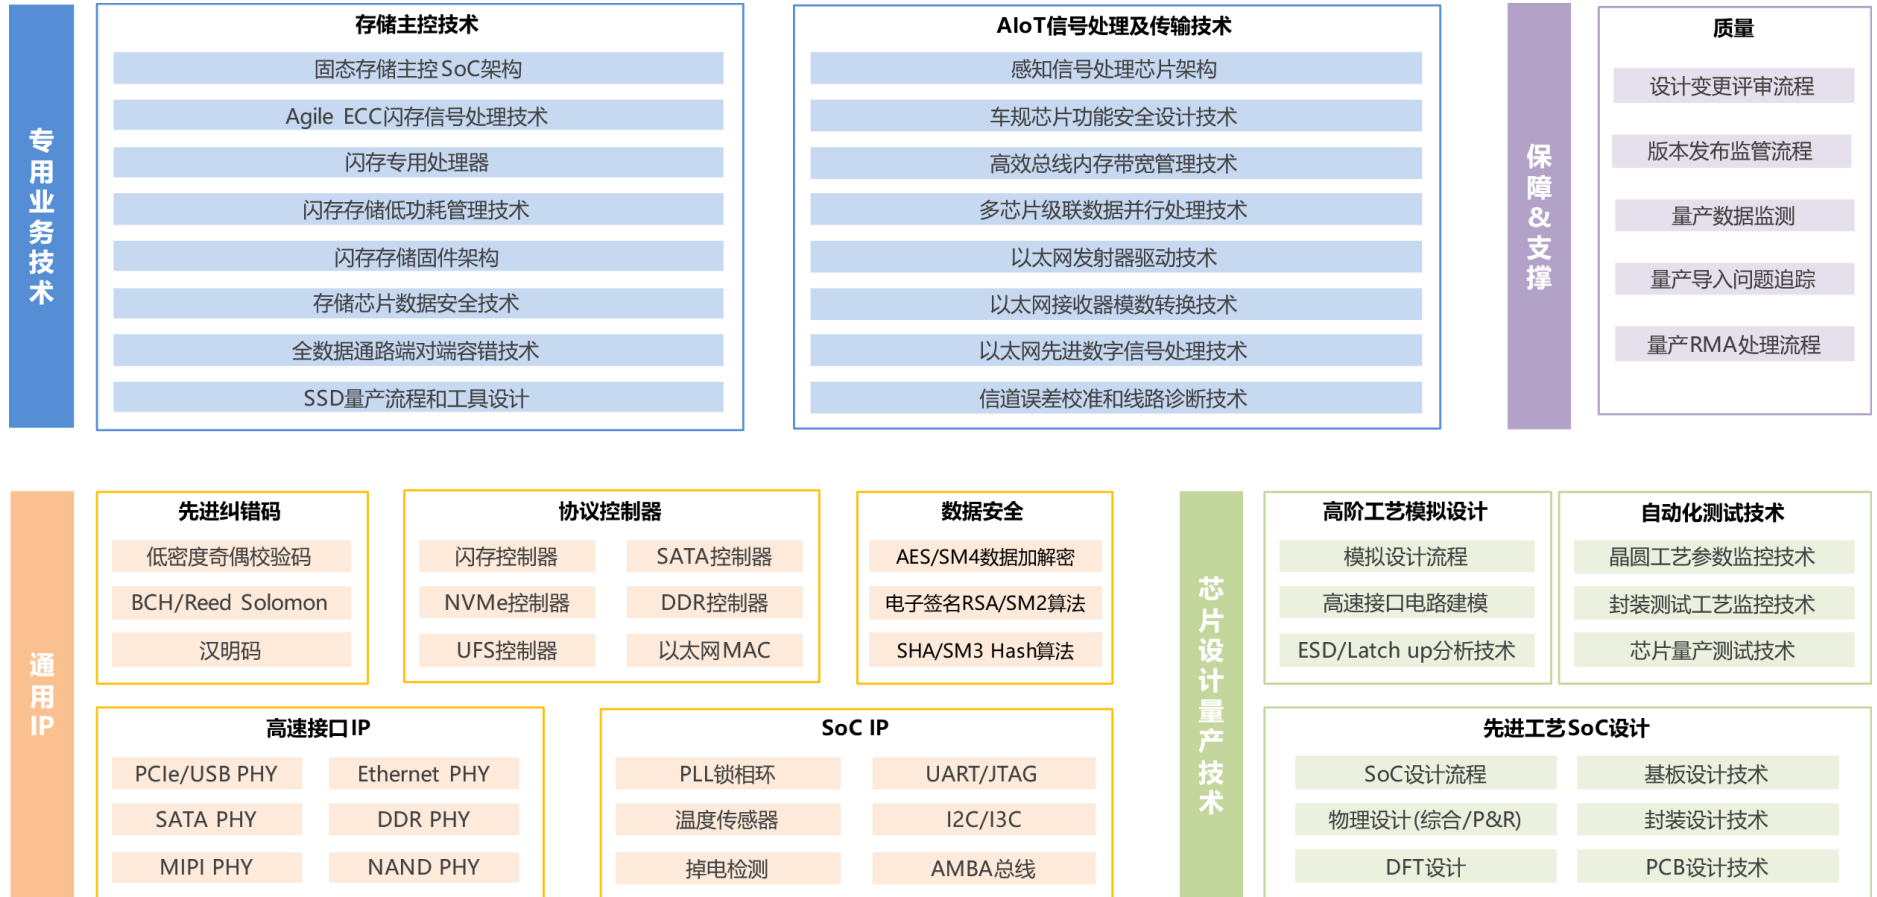 专用业务技术
存储主控技术
固态存储主控SoC架构
Agile ECC闪存信号处理技术
闪存专用处理器
闪存存储低功耗管理技术
闪存存储固件架构
存储芯片数据安全技术
全数据通路端对端容错技术
SSD量产流程和工具设计
AIoT信号处理及传输技术
感知信号处理芯片架构
车规芯片功能安全设计技术
高效总线内存带宽管理技术
多芯片级联数据并行处理技术
以太网发射器驱动技术
以太网接收器模数转换技术
以太网先进数字信号处理技术
信道误差校准和线路诊断技术
保障&支撑
质量
设计变更评审流程
版本发布监管流程
量产数据监测
量产导入问题追踪
量产RMA处理流程
通用IP
先进纠错码
低密度奇偶校验码
BCH/Reed Solomon
汉明码
协议控制器
闪存控制器
SATA控制器
NVMe控制器
DDR控制器
UFS控制器
以太网MAC
数据安全
AES/SM4数据加解密
电子签名RSA/SM2算法
SHA/SM3 Hash算法
高速接口IP
PCIe/USB PHY
Ethernet PHY
SATA PHY
DDR PHY
MIPI PHY
NAND PHY
SoC IP
PLL锁相环
UART/JTAG
温度传感器
I2C/I3C
掉电检测
AMBA总线
芯片设计量产技术
高阶工艺模拟设计
模拟设计流程
高速接口电路建模
ESD/Latch up分析技术
自动化测试技术
晶圆工艺参数监控技术
封装测试工艺监控技术
芯片量产测试技术
先进工艺SoC设计
SoC设计流程
基板设计技术
物理设计(综合/P&R)
封装设计技术
DFT设计
PCB设计技术